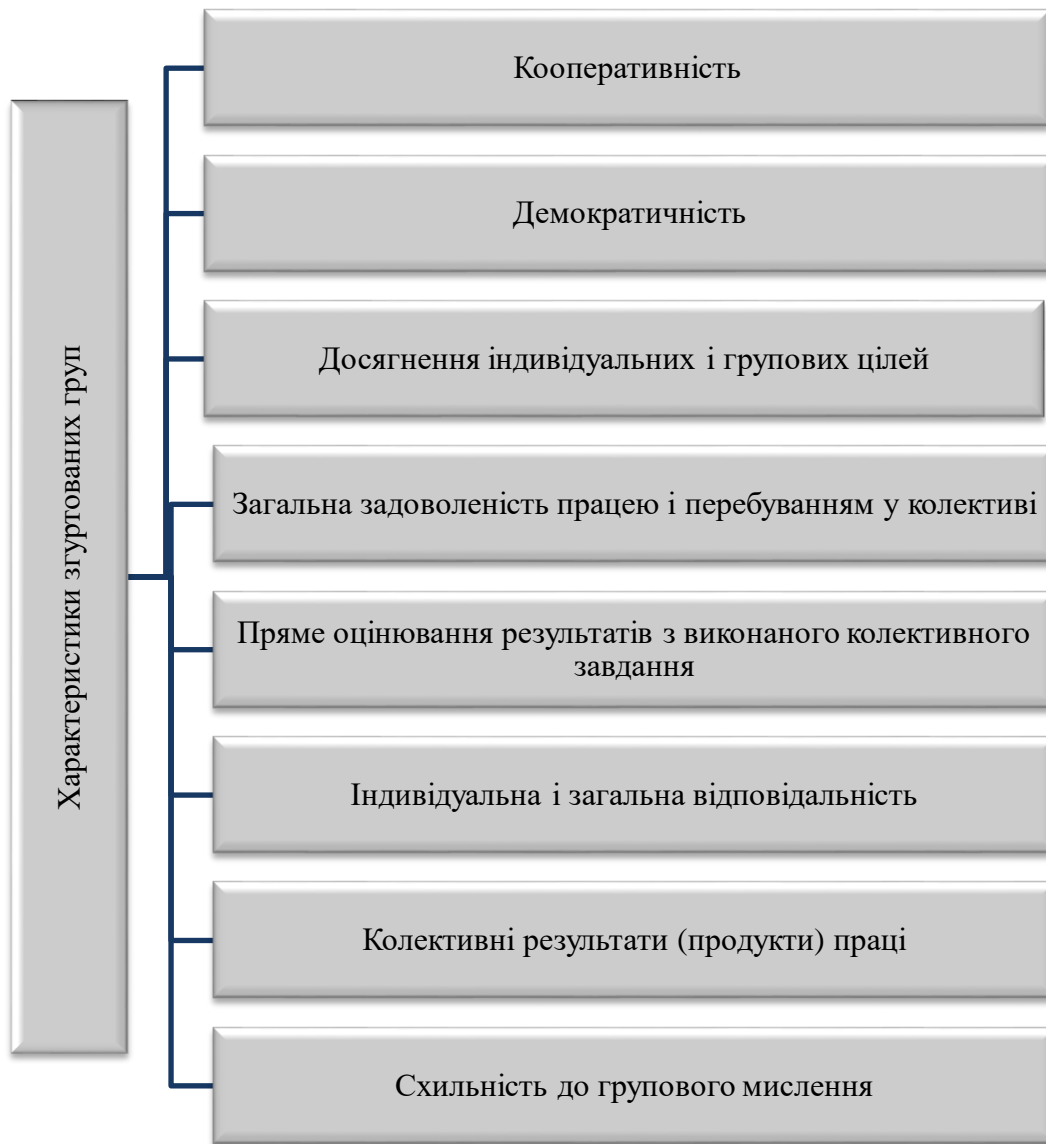 Характеристики згуртованих груп
Кооперативність
Демократичність
Досягнення індивідуальних і групових цілей
Загальна задоволеність працею і перебуванням у колективі
Пряме оцінювання результатів з виконаного колективного
завдання
Індивідуальна і загальна відповідальність
Колективні результати (продукти) праці
Схильність до групового мислення